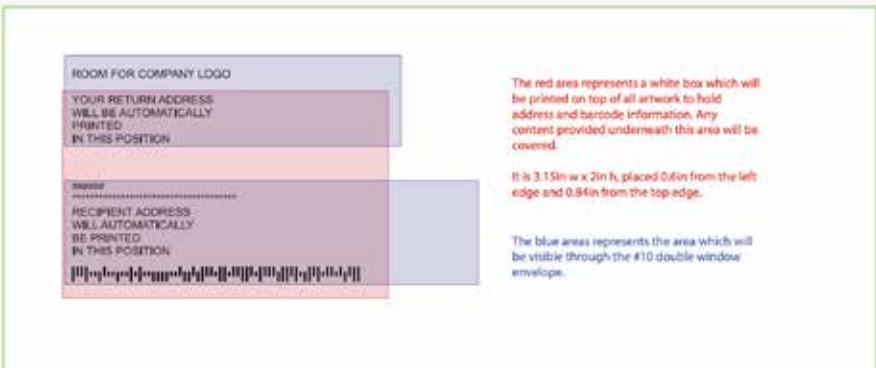 ROOM FOR COMPANY LOGO
YOUR RETURN ADDRESS
WILL BE AUTOMATICALLY
PRINTED
IN THIS POSITION
RECIPIENT ADDRESS
WILL AUTOMATICALLY
BE PRINTED
IN THIS POSITION
The red area represents a white box which will
be printed on top of all artwork to hold
address and barcode information. Any
content provided underneath this area will be
covered.
It is 3.15in w x 2in h, placed 0.6in from the left
edge and 0.84in from the top edge.
The blue areas represents the area which will
be visible through the #10 double window
envelope.